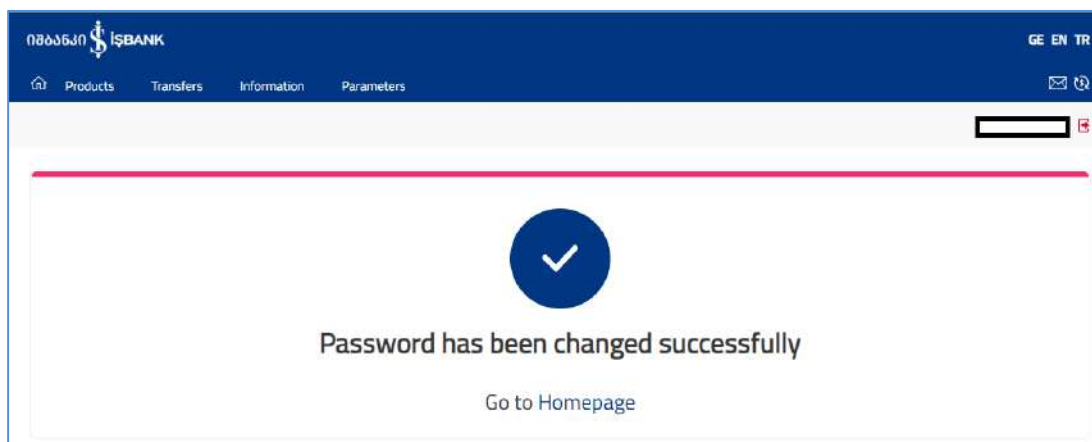 ᲘᲨᲑᲐᲜᲙᲘ İŞBANK
GE EN TR
Products Transfers Information Parameters
Password has been changed successfully
Go to Homepage